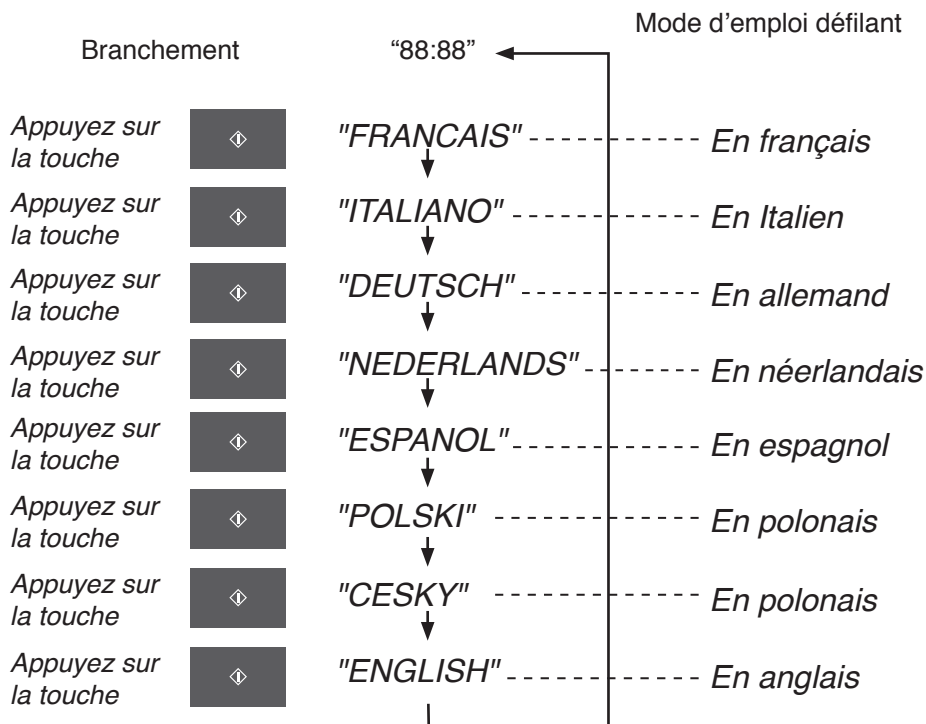 Mode d'emploi défilant
Branchement “88:88”
Appuyez sur
la touche
"FRANCAIS" En français
Appuyez sur
la touche
"ITALIANO" En Italien
Appuyez sur
la touche
"DEUTSCH" En allemand
Appuyez sur
la touche
"NEDERLANDS" En néerlandais
Appuyez sur
la touche
"ESPANOL" En espagnol
Appuyez sur
la touche
"POLSKI" En polonais
Appuyez sur
la touche
"CESKY" En polonais
Appuyez sur
la touche
"ENGLISH" En anglais